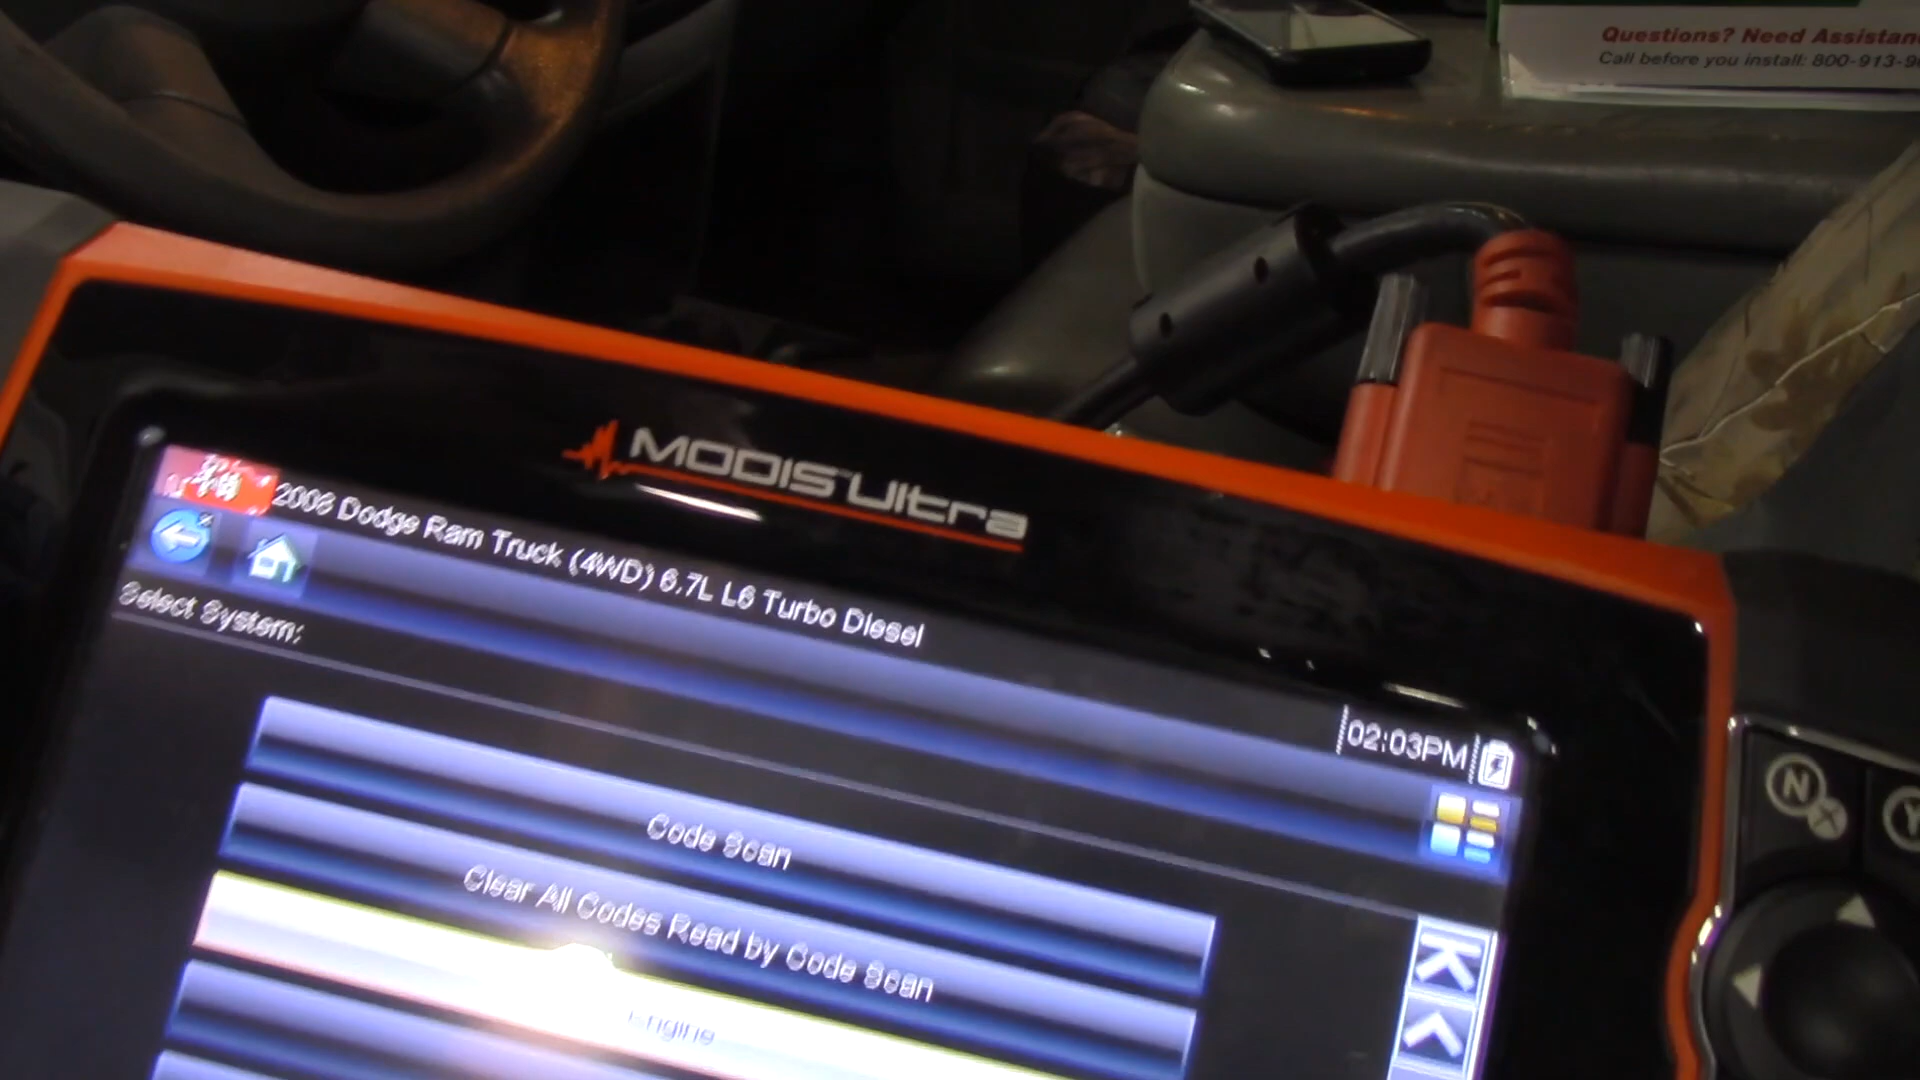 Questions? Need Assistan
Call before you install: 800-913-9
MODIS Ultra
2008 Dodge Ram Truck (4WD) 6.7L L6 Turbo Diesel
Select System:
02:03PM
N X
Y
Code Scan
Clear All Codes Read by Code Scan
Engine